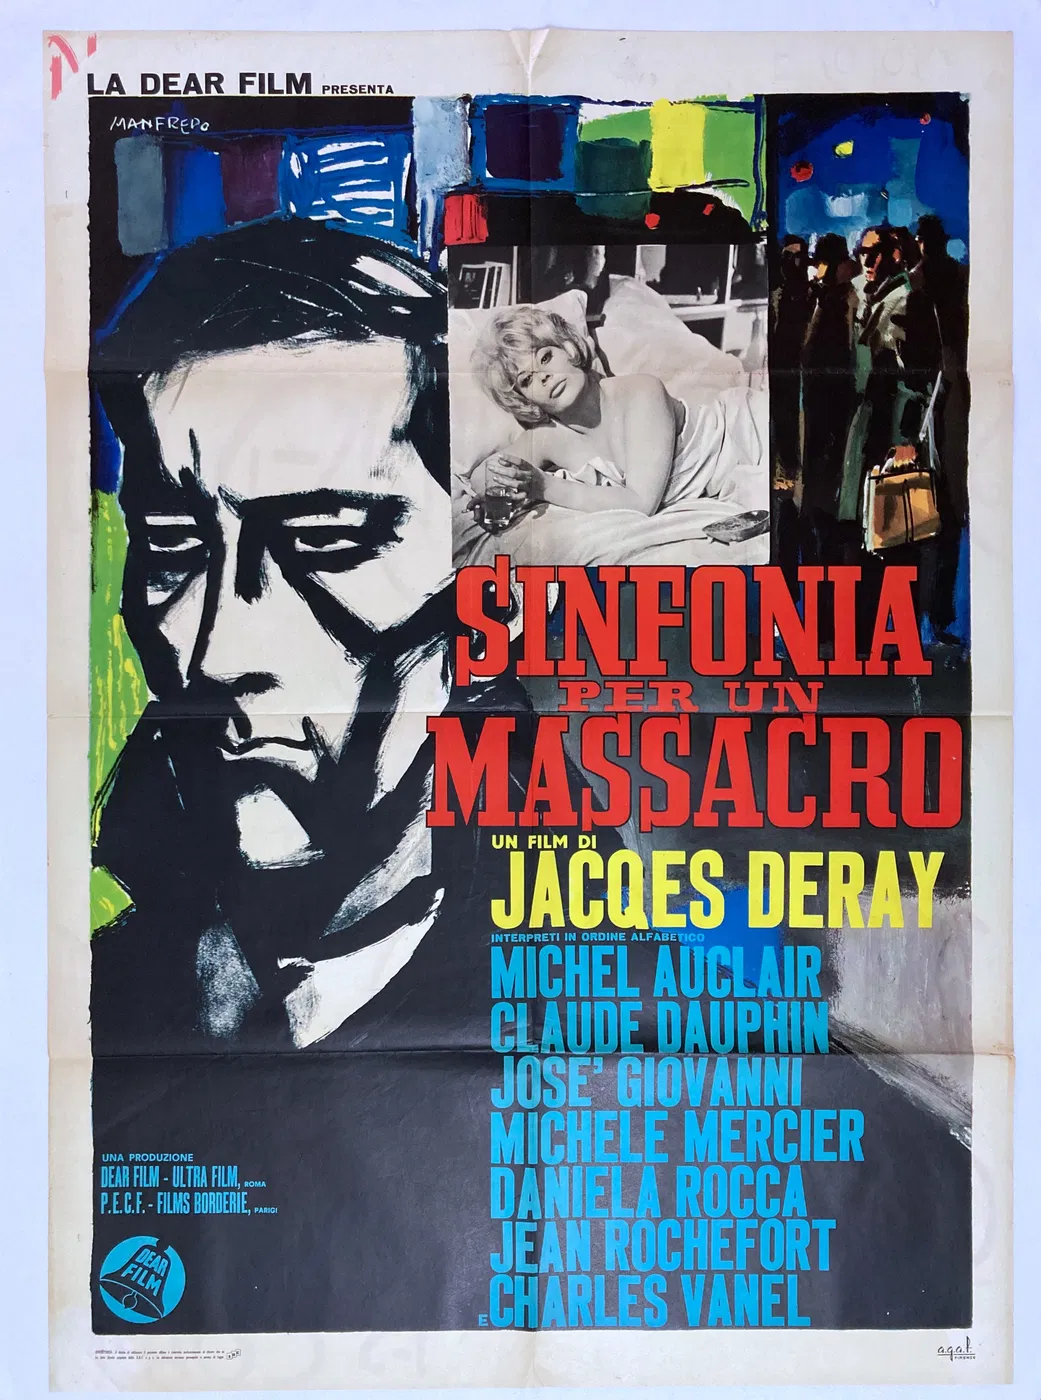 LA DEAR FILM PRESENTA
MANFREDO
SINFONIA
PER UN
MASSACRO
UN FILM DI
JACQES DERAY
INTERPRETI IN ORDINE ALFABETICO
MICHEL AUCLAIR
CLAUDE DAUPHIN
JOSE' GIOVANNI
MICHELE MERCIER
DANIELA ROCCA
JEAN ROCHEFORT
E CHARLES VANEL
UNA PRODUZIONE
DEAR FILM - ULTRA FILM, ROMA
P.E.C.F. - FILMS BORDERIE, PARIGI
DEAR
FILM
a.g.a.f.
FIRENZE